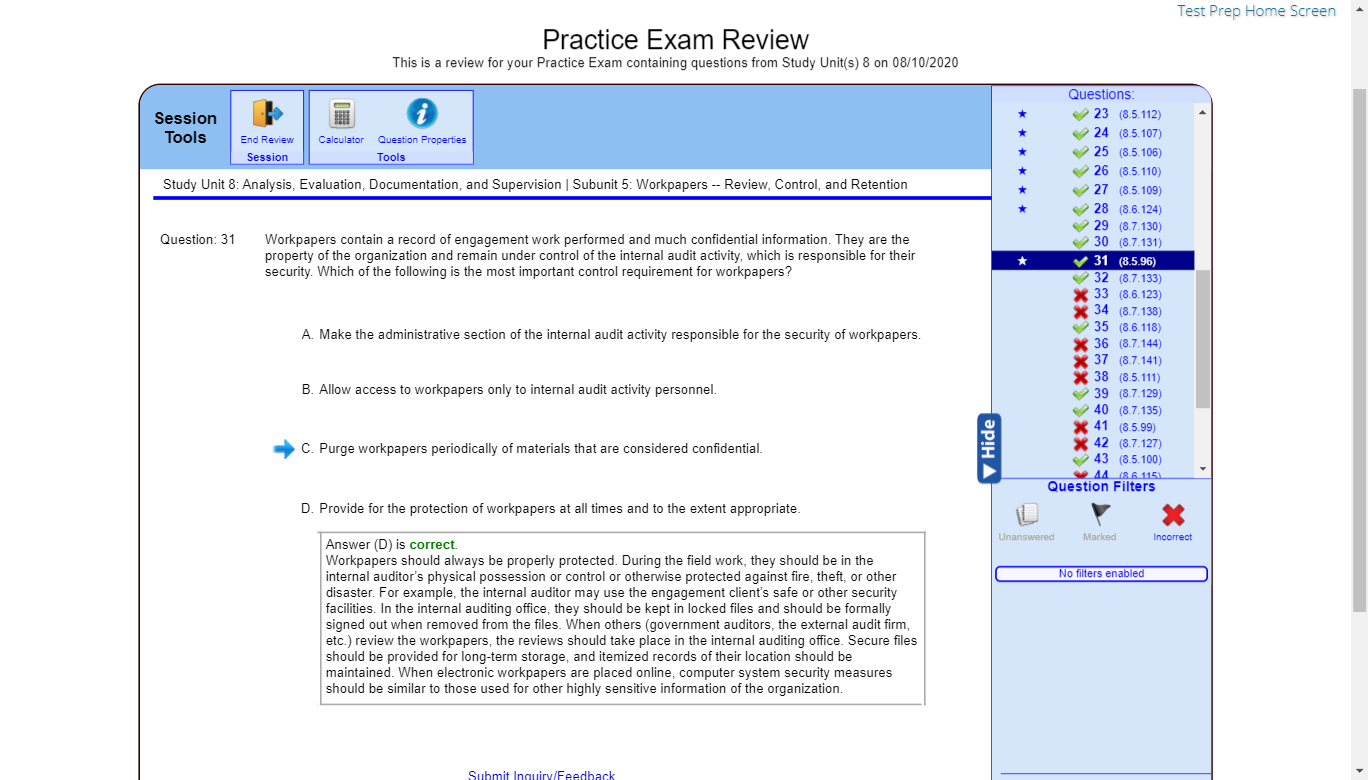 Test Prep Home Screen
Practice Exam Review
This is a review for your Practice Exam containing questions from Study Unit(s) 8 on 08/10/2020
Session Tools
End Review
Session
Calculator
Question Properties
Tools
Study Unit 8: Analysis, Evaluation, Documentation, and Supervision | Subunit 5: Workpapers -- Review, Control, and Retention
Question: 31
Workpapers contain a record of engagement work performed and much confidential information. They are the
property of the organization and remain under control of the internal audit activity, which is responsible for their
security. Which of the following is the most important control requirement for workpapers?
A. Make the administrative section of the internal audit activity responsible for the security of workpapers.
B. Allow access to workpapers only to internal audit activity personnel.
C. Purge workpapers periodically of materials that are considered confidential.
D. Provide for the protection of workpapers at all times and to the extent appropriate.
Answer (D) is correct.
Workpapers should always be properly protected. During the field work, they should be in the
internal auditor's physical possession or control or otherwise protected against fire, theft, or other
disaster. For example, the internal auditor may use the engagement client's safe or other security
facilities. In the internal auditing office, they should be kept in locked files and should be formally
signed out when removed from the files. When others (government auditors, the external audit firm,
etc.) review the workpapers, the reviews should take place in the internal auditing office. Secure files
should be provided for long-term storage, and itemized records of their location should be
maintained. When electronic workpapers are placed online, computer system security measures
should be similar to those used for other highly sensitive information of the organization.
Submit Inquiry/Feedback
Questions:
23 (8.5.112)
24 (8.5.107)
25 (8.5.106)
26 (8.5.110)
27 (8.5.109)
28 (8.6.124)
29 (8.7.130)
30 (8.7.131)
31 (8.5.96)
32 (8.7.133)
33 (8.6.123)
34 (8.7.138)
35 (8.6.118)
36 (8.7.144)
37 (8.7.141)
38 (8.5.111)
39 (8.7.129)
40 (8.7.135)
41 (8.5.99)
42 (8.7.127)
43 (8.5.100)
44 (8.6.115)
Hide
Question Filters
Unanswered
Marked
Incorrect
No filters enabled